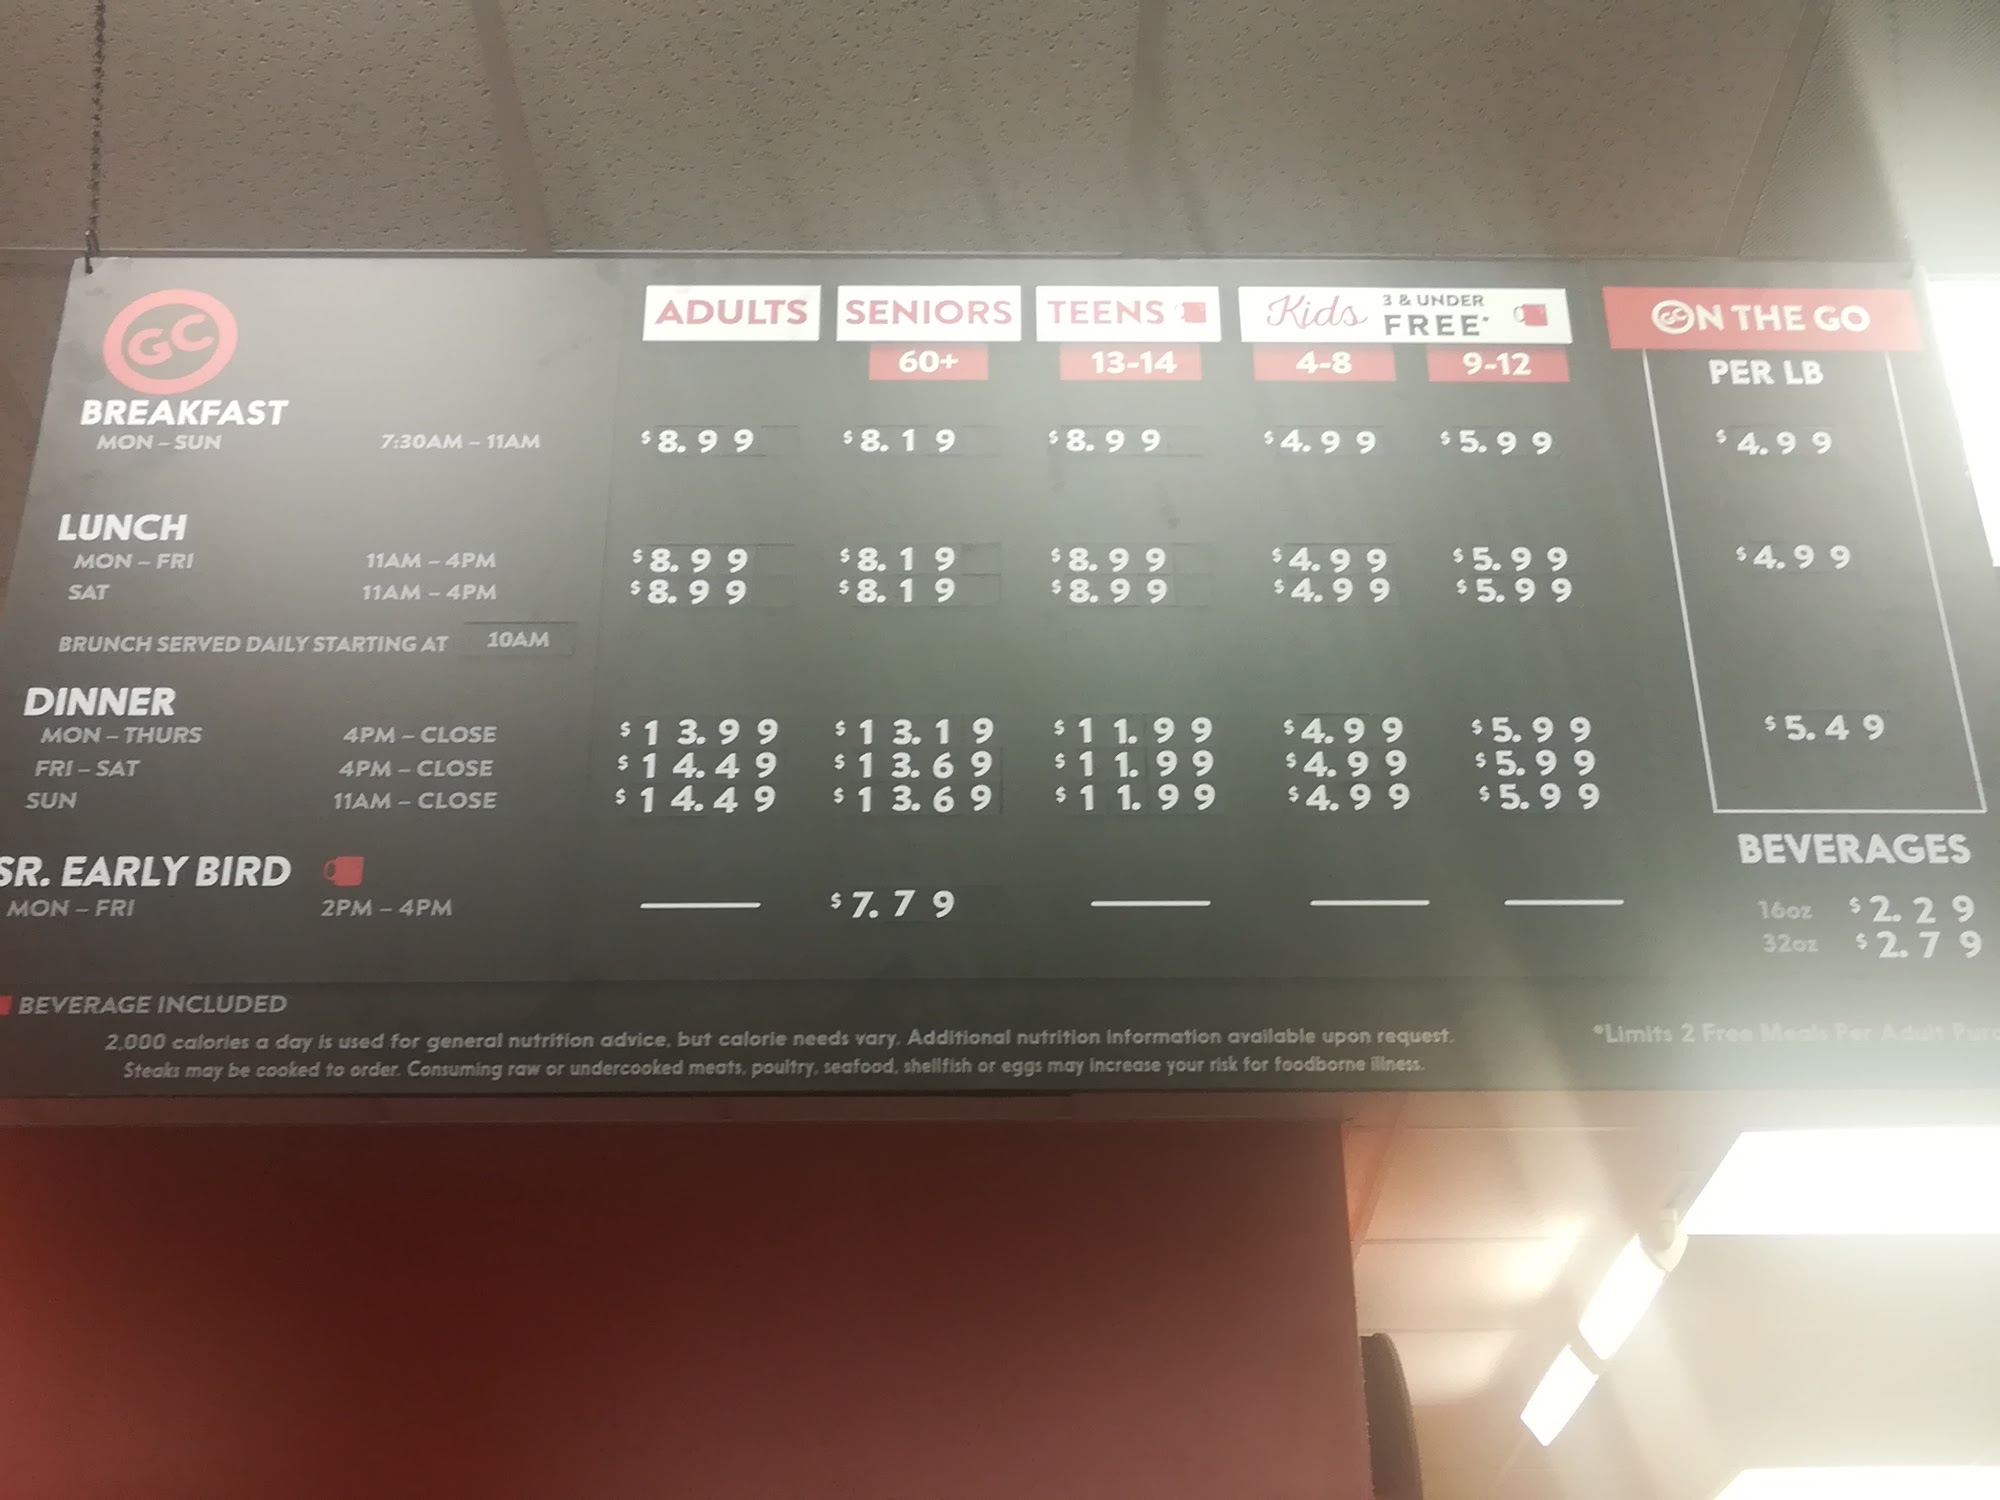 GC
ADULTS SENIORS TEENS Kids 3 & UNDER FREE* GC ON THE GO
60+ 13-14 4-8 9-12 PER LB
BREAKFAST
MON – SUN 7:30AM – 11AM $8.99 $8.19 $8.99 $4.99 $5.99 $4.99
LUNCH
MON – FRI 11AM – 4PM $8.99 $8.19 $8.99 $4.99 $5.99 $4.99
SAT 11AM – 4PM $8.99 $8.19 $8.99 $4.99 $5.99
BRUNCH SERVED DAILY STARTING AT 10AM
DINNER
MON – THURS 4PM – CLOSE $13.99 $13.19 $11.99 $4.99 $5.99 $5.49
FRI – SAT 4PM – CLOSE $14.49 $13.69 $11.99 $4.99 $5.99
SUN 11AM – CLOSE $14.49 $13.69 $11.99 $4.99 $5.99
SR. EARLY BIRD
MON – FRI 2PM – 4PM $7.79
BEVERAGES
16oz $2.29
32oz $2.79
BEVERAGE INCLUDED
2,000 calories a day is used for general nutrition advice, but calorie needs vary. Additional nutrition information available upon request.
Steaks may be cooked to order. Consuming raw or undercooked meats, poultry, seafood, shellfish or eggs may increase your risk for foodborne illness.
*Limits 2 Free Meals Per Adult